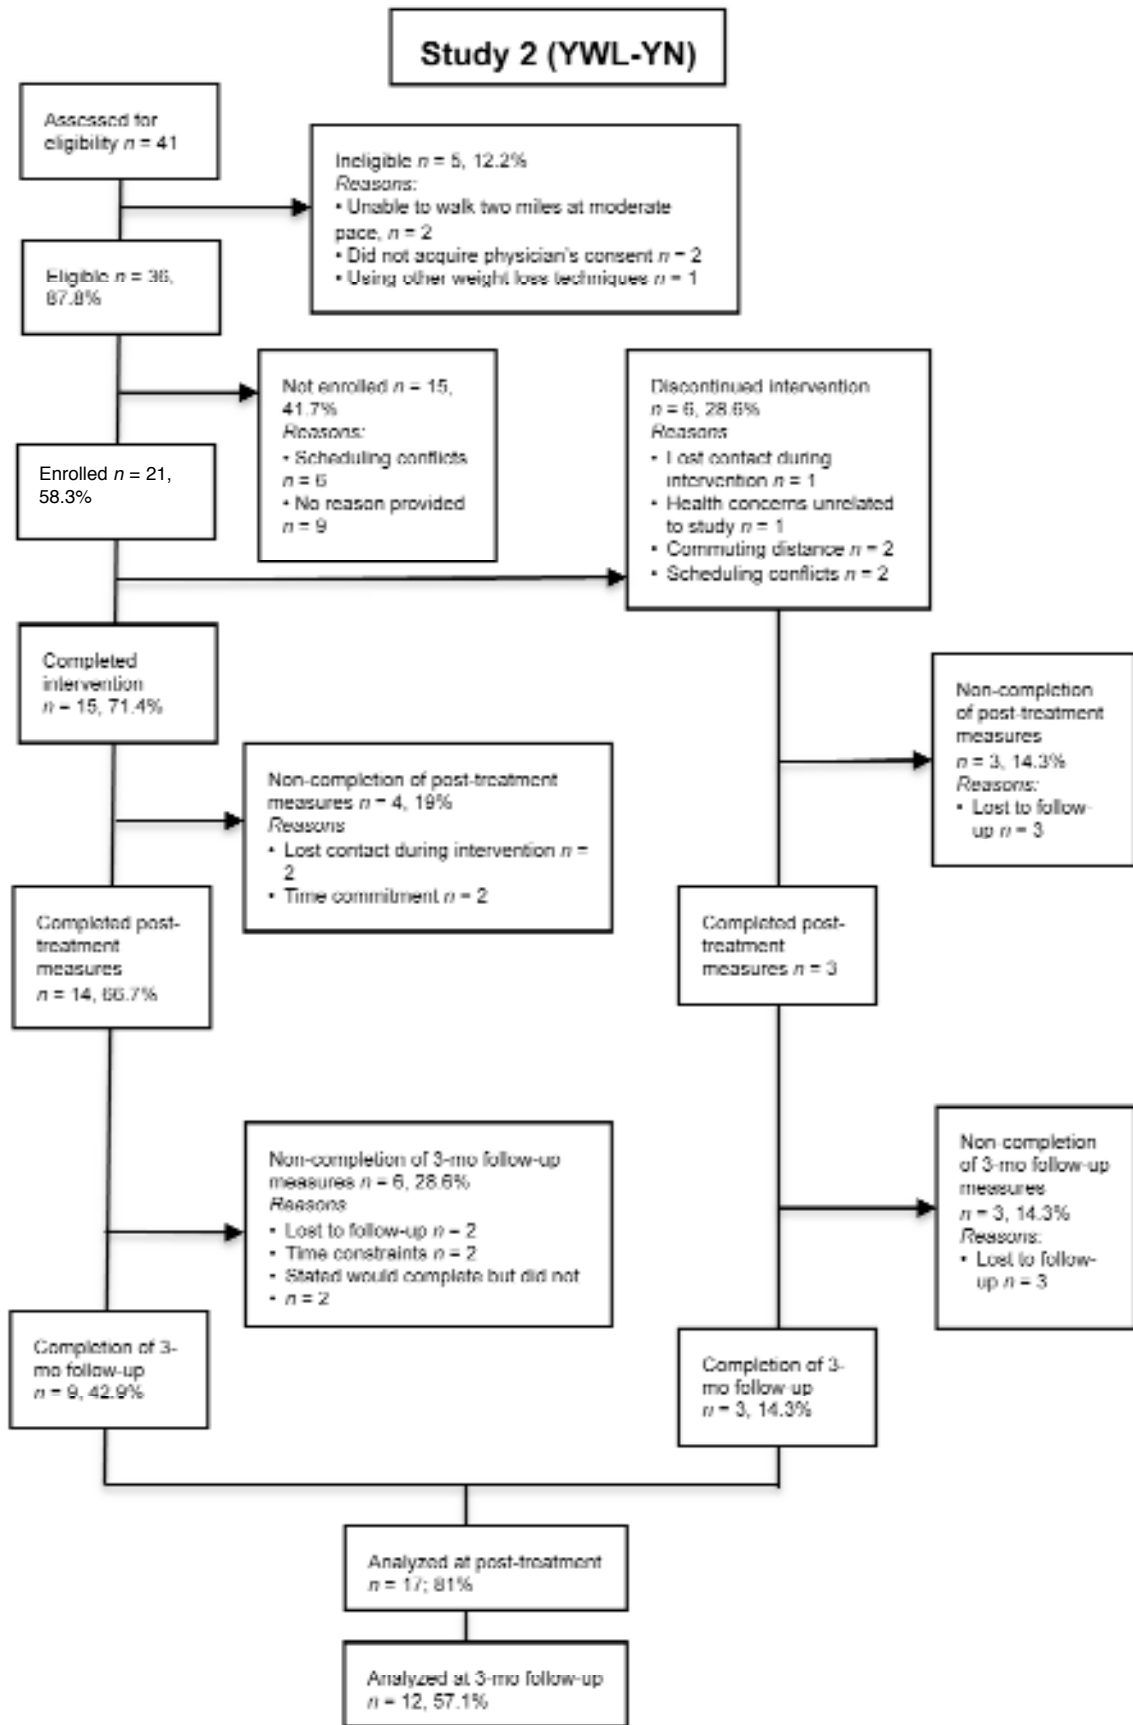 Study 2 (YWL-YN)
Assessed for
eligibility n = 41
Ineligible n = 5, 12.2%
Reasons:
• Unable to walk two miles at moderate
pace, n = 2
• Did not acquire physician's consent n = 2
• Using other weight loss techniques n = 1
Eligible n = 36,
87.8%
Not enrolled n = 15,
41.7%
Reasons:
• Scheduling conflicts
n = 6
• No reason provided
n = 9
Discontinued intervention
n = 6, 28.6%
Reasons
• Lost contact during
intervention n = 1
• Health concerns unrelated
to study n = 1
• Commuting distance n = 2
• Scheduling conflicts n = 2
Enrolled n = 21,
58.3%
Completed
intervention
n = 15, 71.4%
Non-completion
of post-treatment
measures
n = 3, 14.3%
Reasons:
• Lost to follow-
up n = 3
Non-completion of post-treatment
measures n = 4, 19%
Reasons
• Lost contact during intervention n =
2
• Time commitment n = 2
Completed post-
treatment
measures
n = 14, 66.7%
Completed post-
treatment
measures n = 3
Non-completion of 3-mo follow-up
measures n = 6, 28.6%
Reasons
• Lost to follow-up n = 2
• Time constraints n = 2
• Stated would complete but did not
• n = 2
Non-completion
of 3-mo follow-up
measures
n = 3, 14.3%
Reasons:
• Lost to follow-
up n = 3
Completion of 3-
mo follow-up
n = 9, 42.9%
Completion of 3-
mo follow-up
n = 3, 14.3%
Analyzed at post-treatment
n = 17; 81%
Analyzed at 3-mo follow-up
n = 12, 57.1%